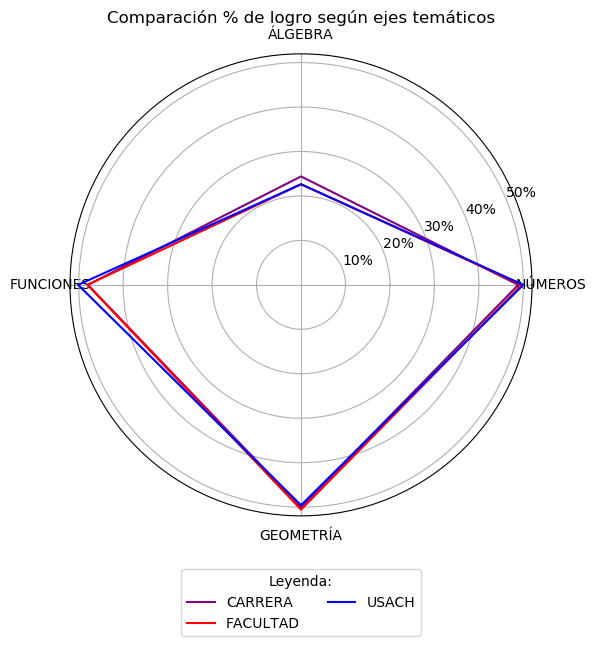 Comparación % de logro según ejes temáticos
ÁLGEBRA
50%
40%
30%
20%
10%
FUNCIONES
NÚMEROS
GEOMETRÍA
Leyenda:
CARRERA
USACH
FACULTAD